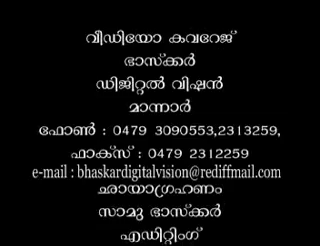 വീഡിയോ കവറേജ്
ഭാസ്ക്കർ
ഡിജിറ്റൽ വിഷൻ
മാന്നാർ
ഫോൺ : 0479 3090553,2313259,
ഫാക്സ് : 0479 2312259
e-mail : bhaskardigitalvision@rediffmail.com
ഛായാഗ്രഹണം
സാമു ഭാസ്ക്കർ
എഡിറ്റിംഗ്